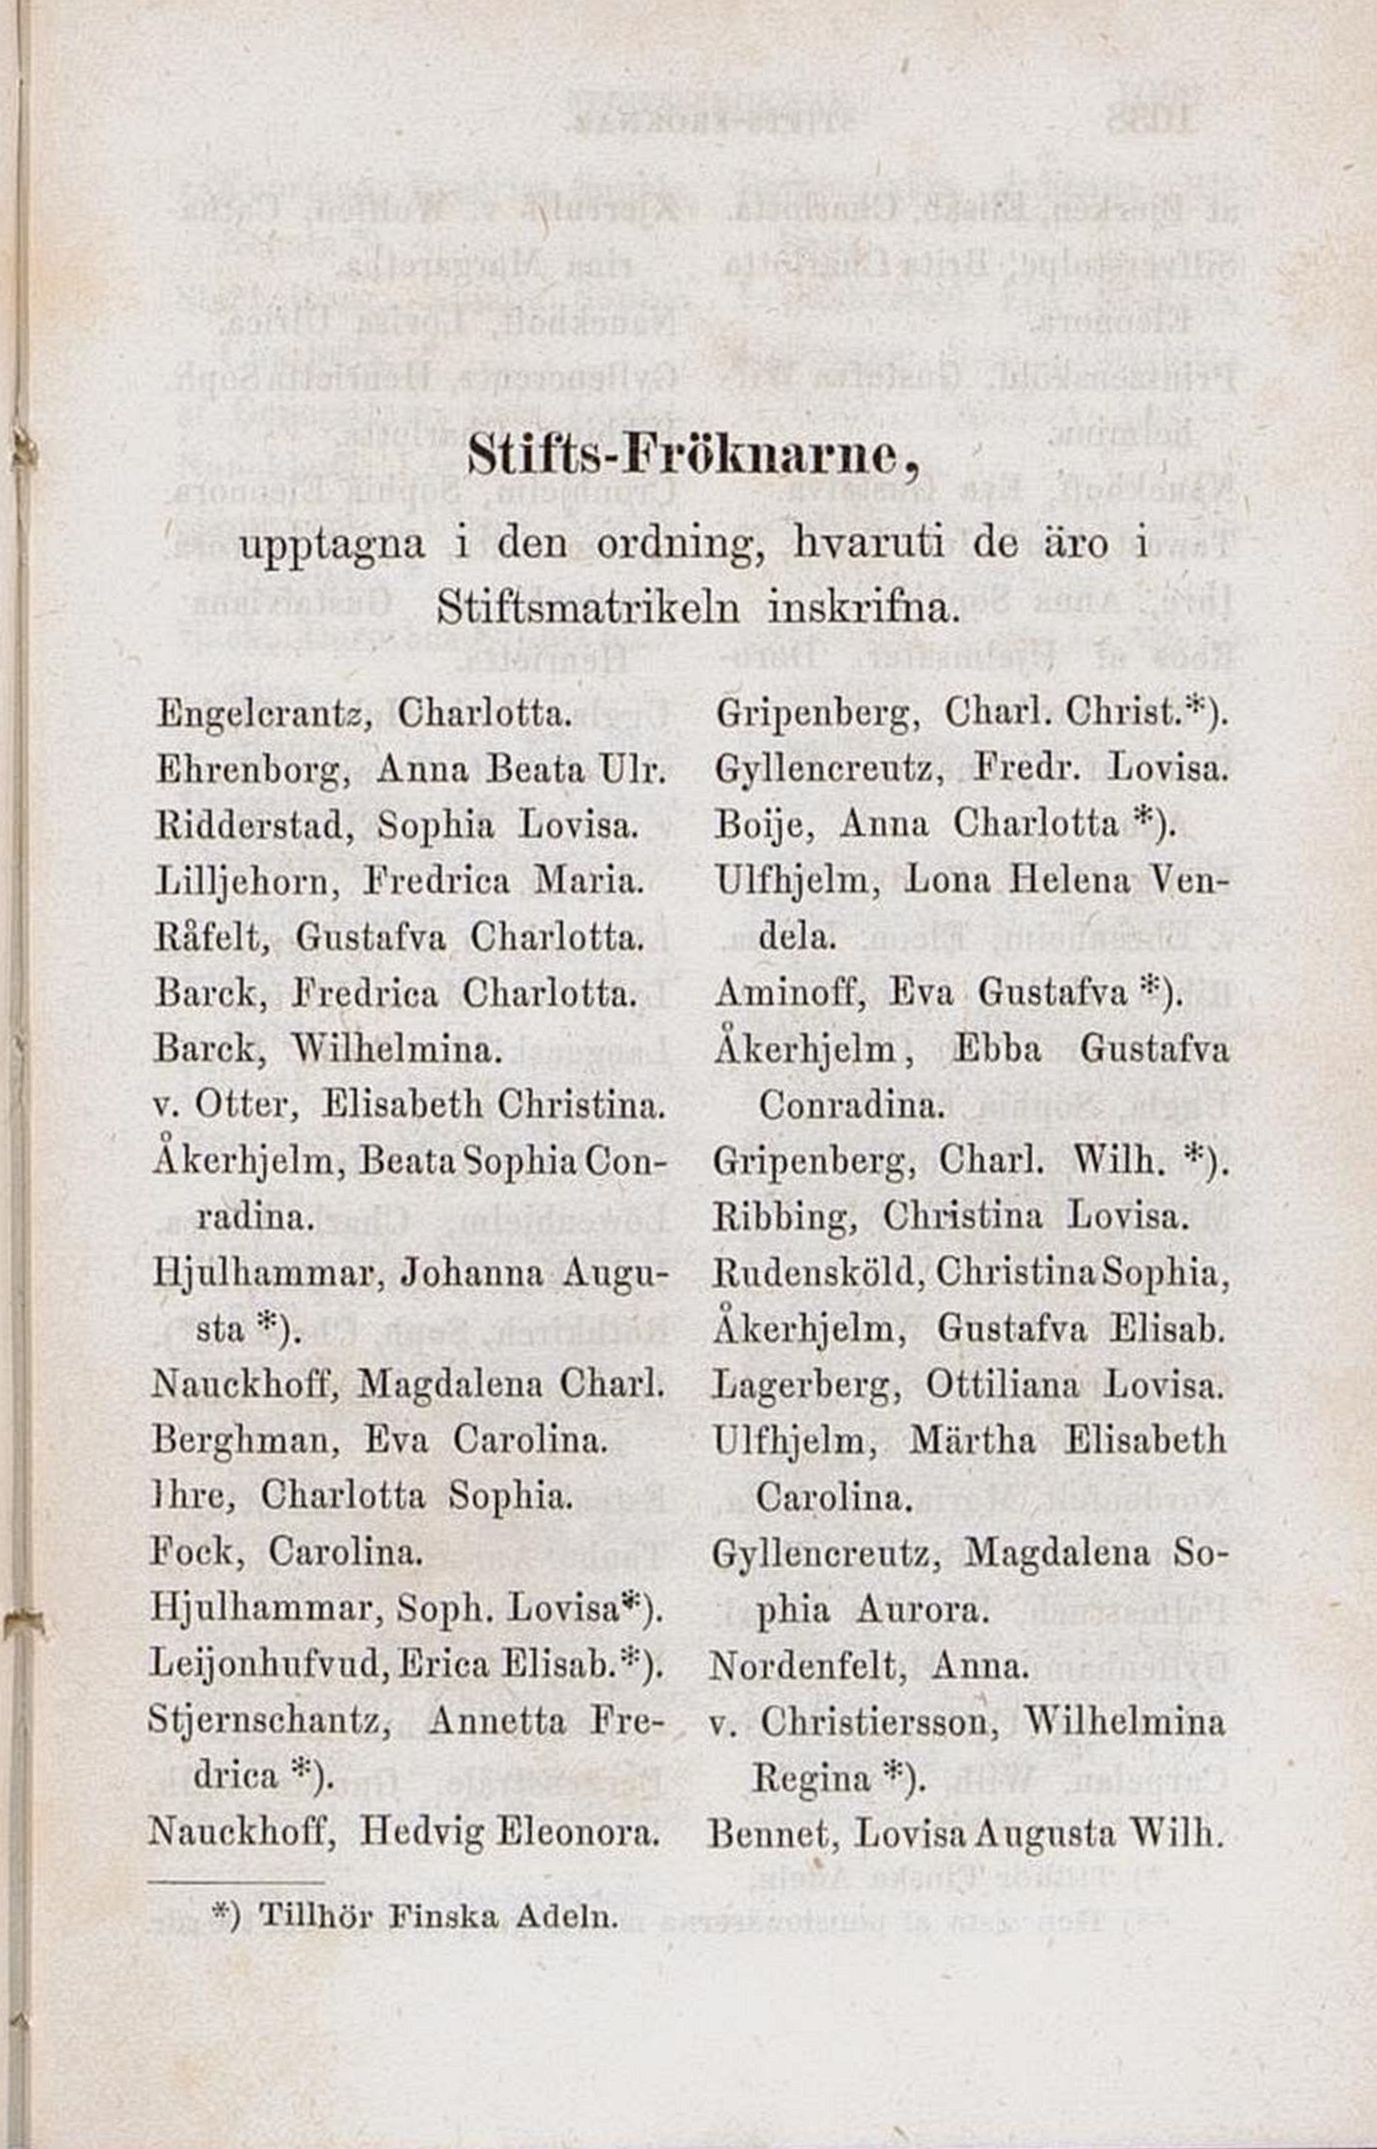 Stifts-Fröknarne,
upptagna i den ordning, hvaruti de äro i
Stiftsmatrikeln inskrifna.
Engelcrantz, Charlotta.
Ehrenborg, Anna Beata Ulr.
Ridderstad, Sophia Lovisa.
Lilljehorn, Fredrica Maria.
Råfelt, Gustafva Charlotta.
Barck, Fredrica Charlotta.
Barck, Wilhelmina.
v. Otter, Elisabeth Christina.
Åkerhjelm, Beata Sophia Con-
radina.
Hjulhammar, Johanna Augu-
sta *).
Nauckhoff, Magdalena Charl.
Berghman, Eva Carolina.
Ihre, Charlotta Sophia.
Fock, Carolina.
Hjulhammar, Soph. Lovisa*).
Leijonhufvud, Erica Elisab.*).
Stjernschantz, Annetta Fre-
drica *).
Nauckhoff, Hedvig Eleonora.
Gripenberg, Charl. Christ.*).
Gyllencreutz, Fredr. Lovisa.
Boije, Anna Charlotta *).
Ulfhjelm, Lona Helena Ven-
dela.
Aminoff, Eva Gustafva *).
Åkerhjelm, Ebba Gustafva
Conradina.
Gripenberg, Charl. Wilh. *).
Ribbing, Christina Lovisa.
Rudensköld, Christina Sophia,
Åkerhjelm, Gustafva Elisab.
Lagerberg, Ottiliana Lovisa.
Ulfhjelm, Märtha Elisabeth
Carolina.
Gyllencreutz, Magdalena So-
phia Aurora.
Nordenfelt, Anna.
v. Christiersson, Wilhelmina
Regina *).
Bennet, Lovisa Augusta Wilh.
*) Tillhör Finska Adeln.